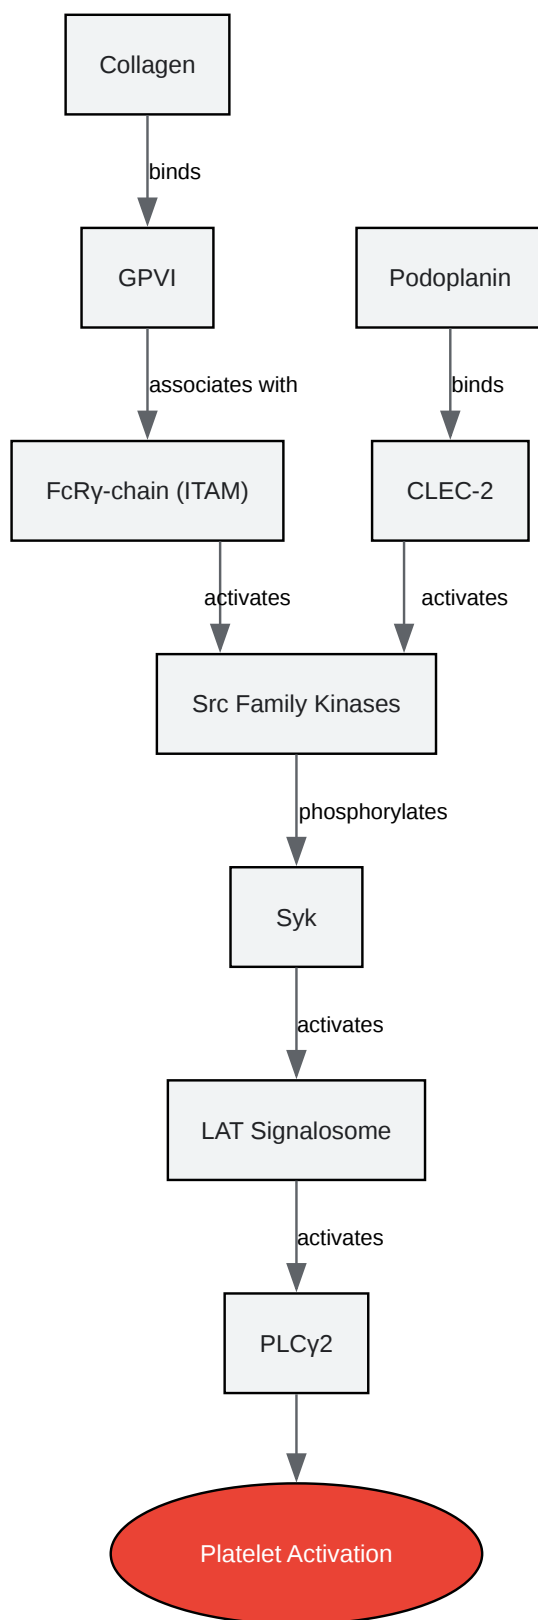 Collagen
binds
GPVI
Podoplanin
associates with
binds
FcRγ-chain (ITAM)
CLEC-2
activates
activates
Src Family Kinases
phosphorylates
Syk
activates
LAT Signalosome
activates
PLCγ2
Platelet Activation